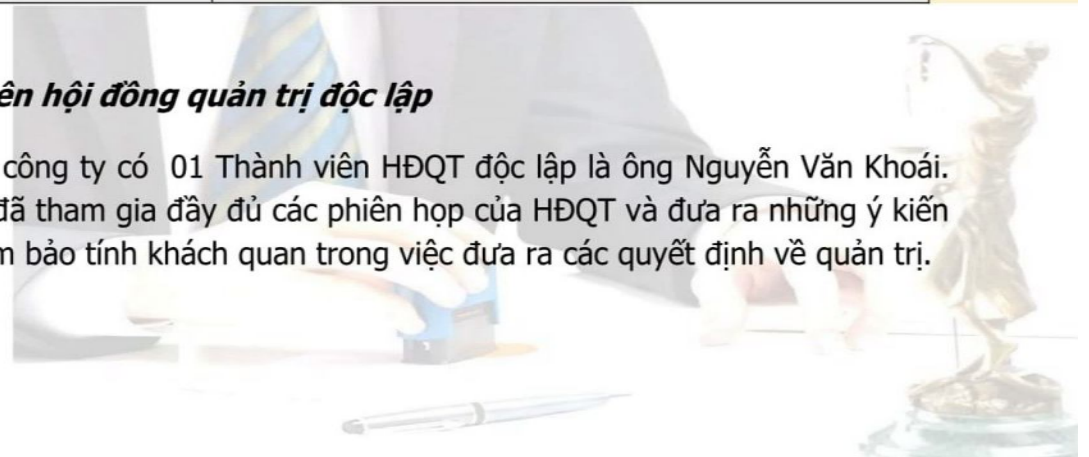 ên hội đồng quản trị độc lập
công ty có 01 Thành viên HĐQT độc lập là ông Nguyễn Văn Khoái.
đã tham gia đầy đủ các phiên họp của HĐQT và đưa ra những ý kiến
m bảo tính khách quan trong việc đưa ra các quyết định về quản trị.